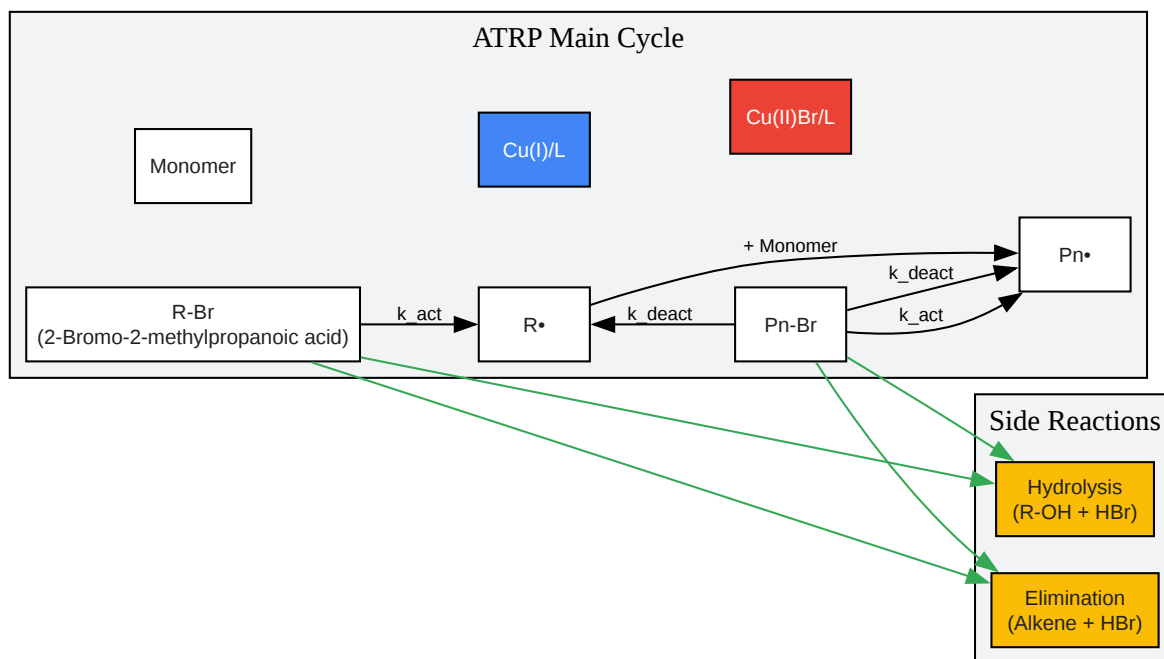 ATRP Main Cycle
Cu(II)Br/L
Cu(I)/L
Monomer
+ Monomer
Pn•
k_deact
R-Br
(2-Bromo-2-methylpropanoic acid)
k_act
R•
k_deact
Pn-Br
k_act
Side Reactions
Hydrolysis
(R-OH + HBr)
Elimination
(Alkene + HBr)